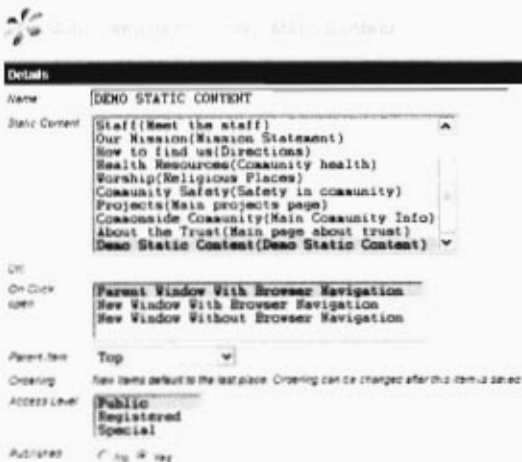 Details
Name DEMO STATIC CONTENT
Static Content Staff(Meet the staff)
Our Mission(Mission Statement)
How to find us(Directions)
Health Resources(Community health)
Worship(Religious Places)
Community Safety(Safety in community)
Projects(Main projects page)
Commonside Community(Main Community Info)
About the Trust(Main page about trust)
Demo Static Content(Demo Static Content)
Url:
On Click Parent Window With Browser Navigation
open New Window With Browser Navigation
New Window Without Browser Navigation
Parent Item Top
Ordering New items default to the last place. Ordering can be changed after this item is saved
Access Level Public
Registered
Special
Published No Yes